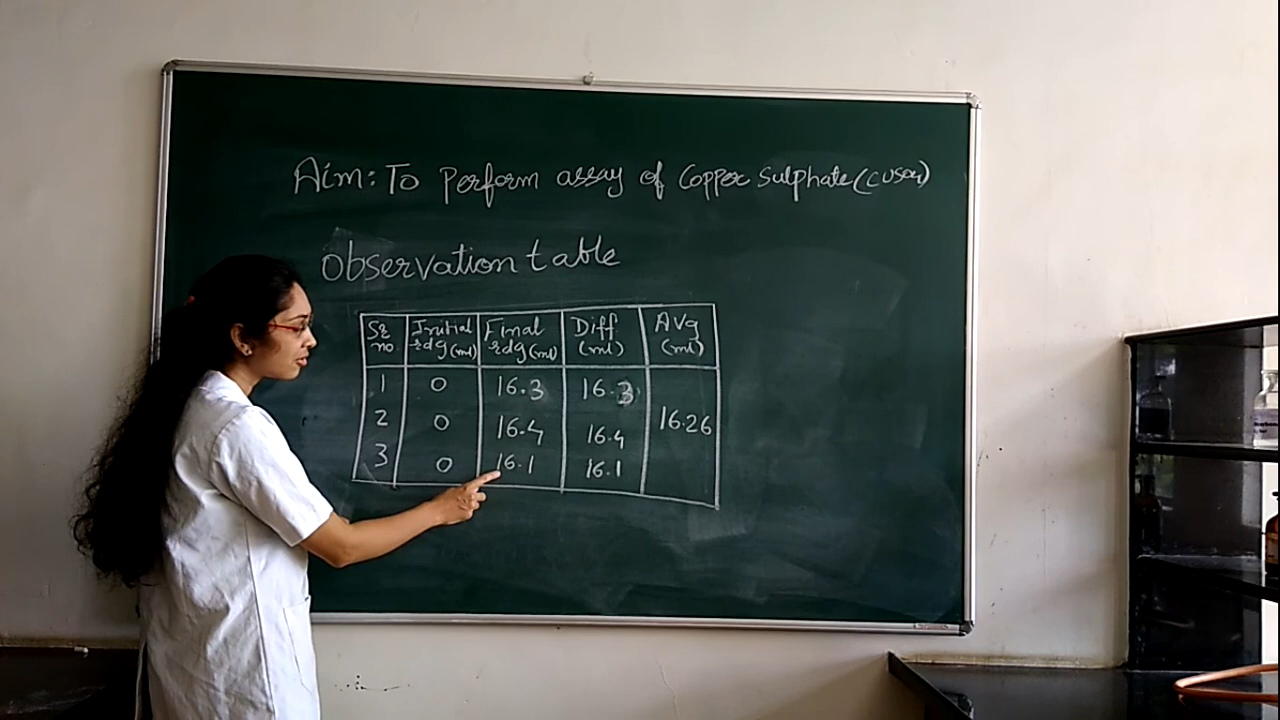 Aim: To perform assay of Copper Sulphate (CuSO4)
Observation table
Sr no Initial rdg (ml) Final rdg (ml) Diff (ml) Avg (ml)
1 0 16.3 16.3
2 0 16.4 16.4 16.26
3 0 16.1 16.1